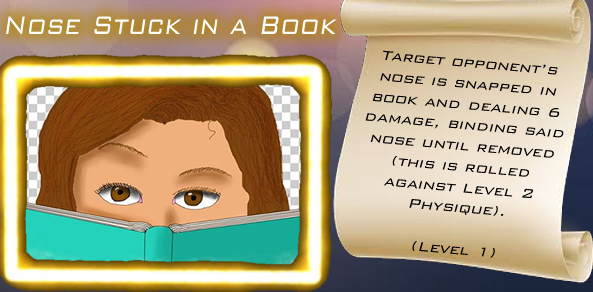 Nose Stuck in a Book
Target opponent's
nose is snapped in
book and dealing 6
damage, binding said
nose until removed
(this is rolled
against Level 2
Physique).
(Level 1)